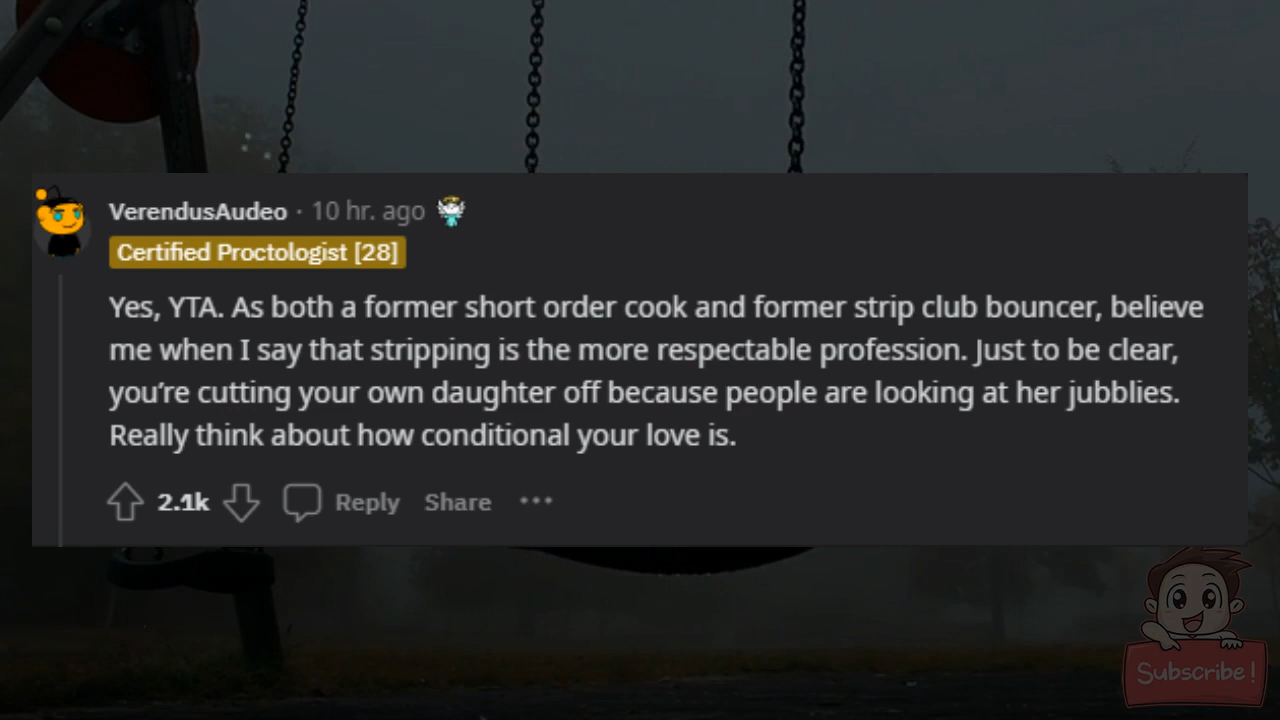 VerendusAudeo · 10 hr. ago
Certified Proctologist [28]
Yes, YTA. As both a former short order cook and former strip club bouncer, believe
me when I say that stripping is the more respectable profession. Just to be clear,
you’re cutting your own daughter off because people are looking at her jubblies.
Really think about how conditional your love is.
2.1k Reply Share ···
Subscribe!